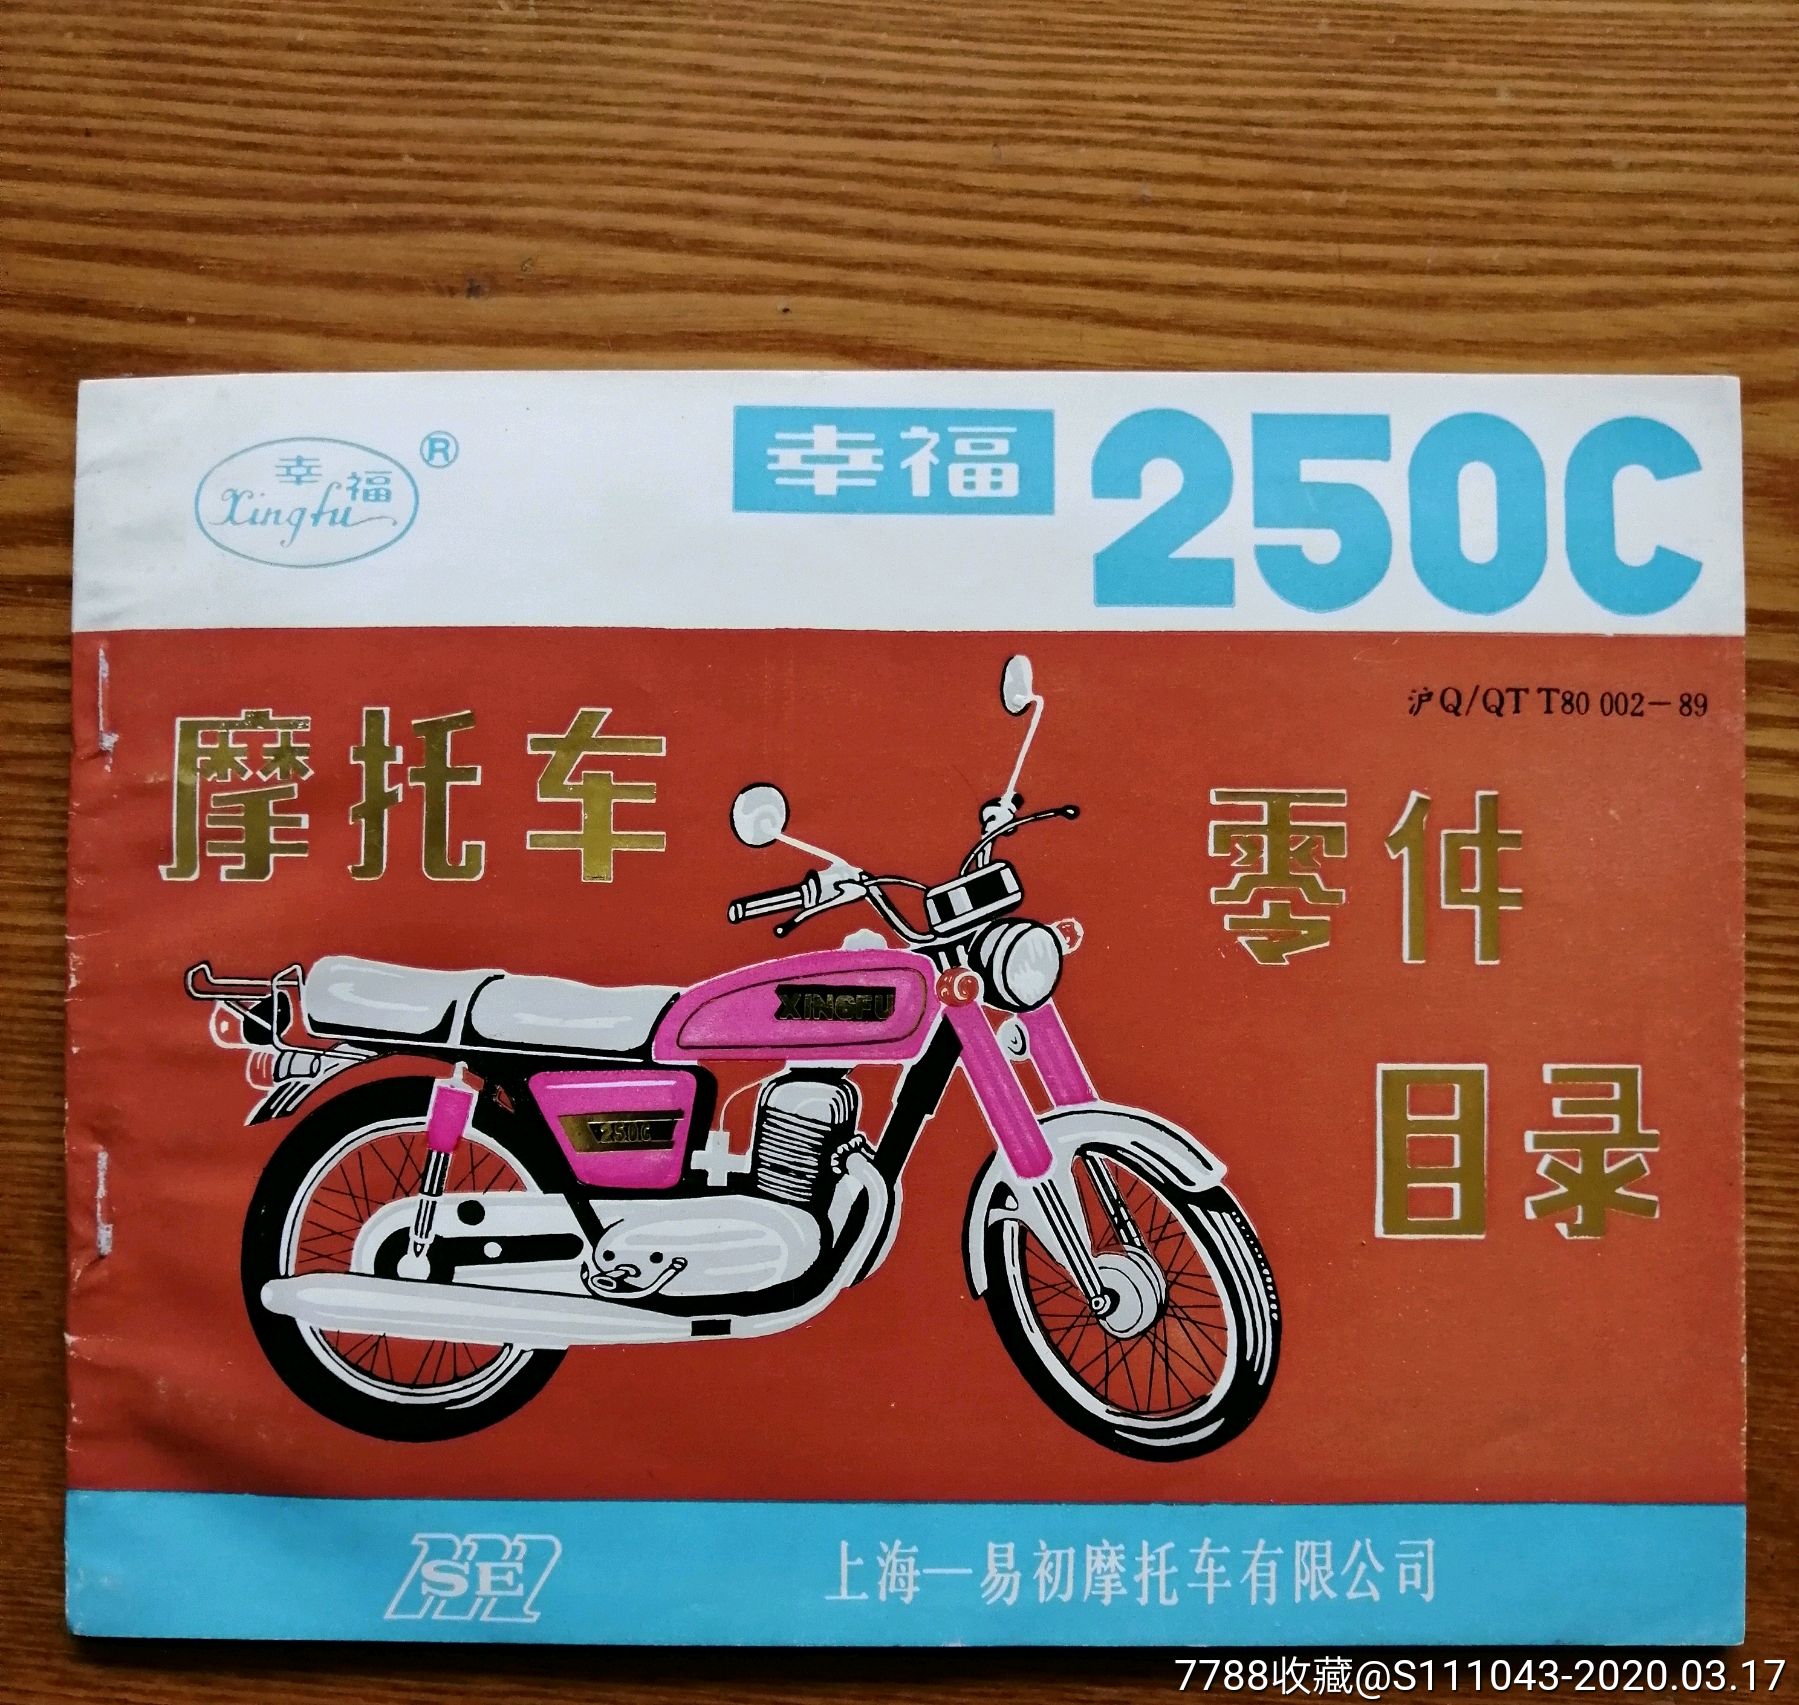 幸福
Xingfu
®
幸福 250C
沪Q/QT T80 002-89
摩托车
零件
目录
XINGFU
250C
SE
上海—易初摩托车有限公司
7788收藏@S111043-2020.03.17